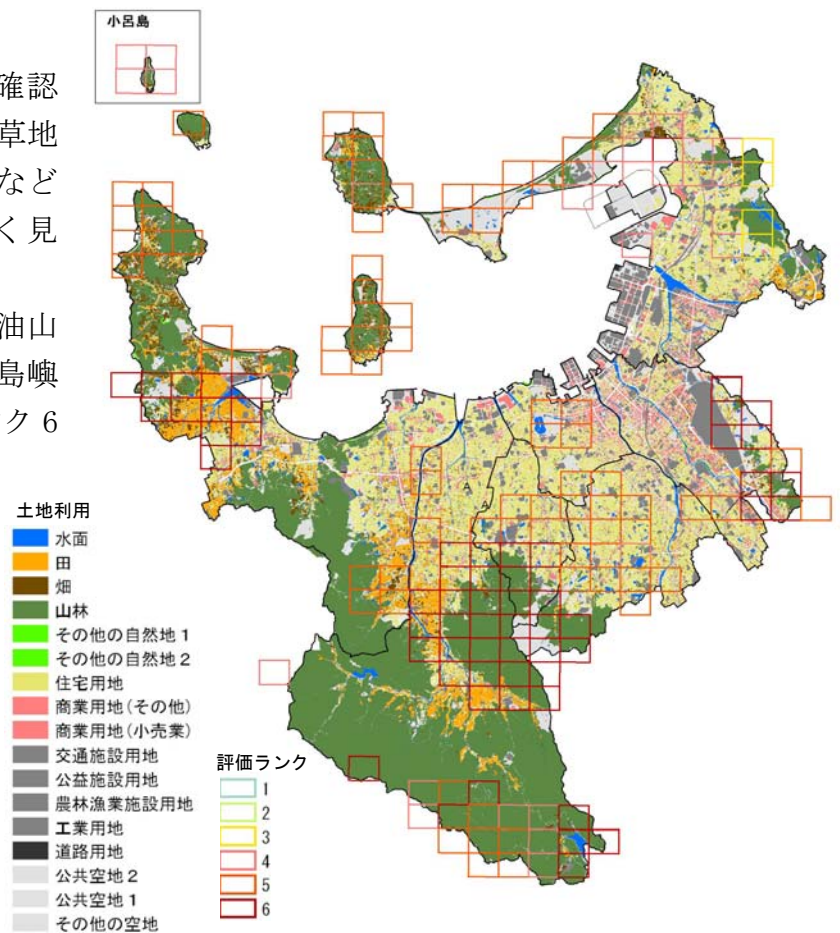 小呂島
確認
草地
など
く見
油山
島嶼
ク 6
土地利用
水面
田
畑
山林
その他の自然地 1
その他の自然地 2
住宅用地
商業用地(その他)
商業用地(小売業)
交通施設用地
公益施設用地
農林漁業施設用地
工業用地
道路用地
公共空地 2
公共空地 1
その他の空地
評価ランク
1
2
3
4
5
6
A
A